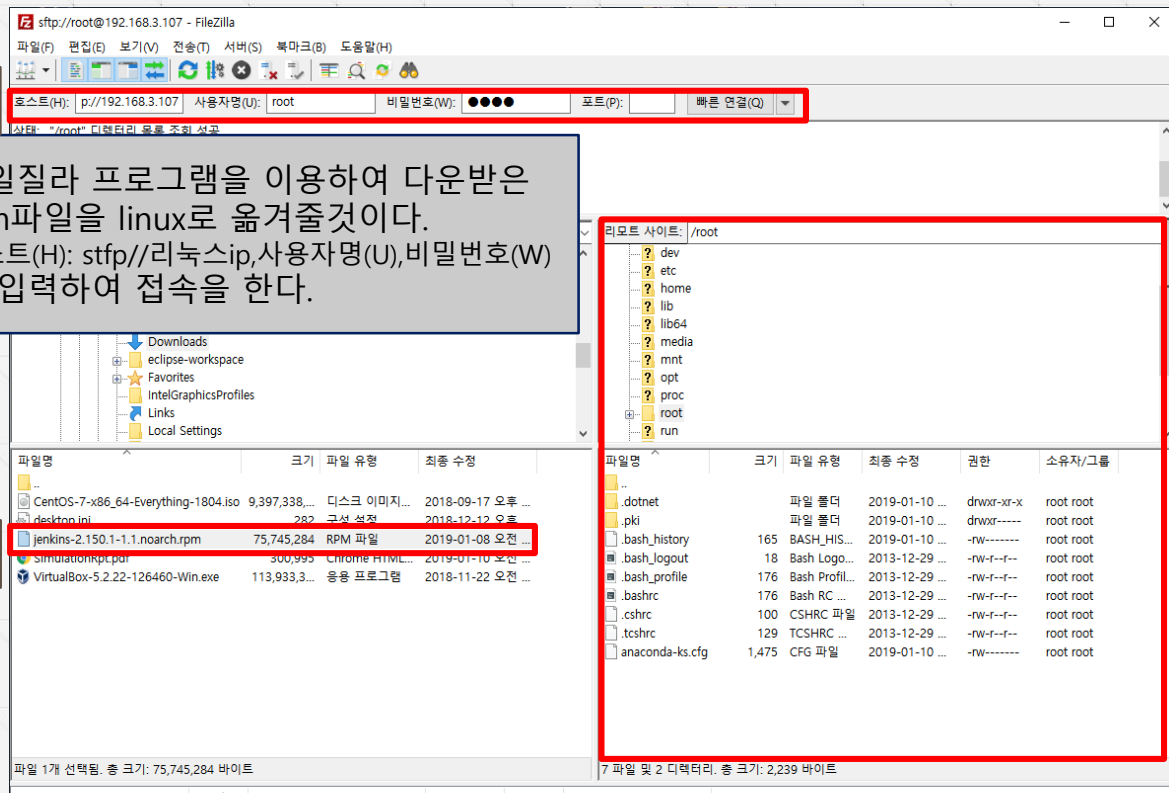 sftp://root@192.168.3.107 - FileZilla
파일(F) 편집(E) 보기(V) 전송(T) 서버(S) 북마크(B) 도움말(H)
호스트(H): p://192.168.3.107 사용자명(U): root 비밀번호(W): ●●●● 포트(P): 빠른 연결(Q)
상태: "/root" 디렉터리 목록 조회 성공
일질라 프로그램을 이용하여 다운받은
파일을 linux로 옮겨줄것이다.
트(H): stfp//리눅스ip,사용자명(U),비밀번호(W)
입력하여 접속을 한다.
Downloads
eclipse-workspace
Favorites
IntelGraphicsProfiles
Links
Local Settings
리모트 사이트: /root
dev
etc
home
lib
lib64
media
mnt
opt
proc
root
run
파일명 크기 파일 유형 최종 수정
..
CentOS-7-x86_64-Everything-1804.iso 9,397,338,... 디스크 이미지... 2018-09-17 오후 ...
desktop.ini 282 구성 설정 2018-12-12 오후 ...
jenkins-2.150.1-1.1.noarch.rpm 75,745,284 RPM 파일 2019-01-08 오전 ...
SimulationRpt.pdf 300,995 Chrome HTML... 2019-01-10 오전 ...
VirtualBox-5.2.22-126460-Win.exe 113,933,3... 응용 프로그램 2018-11-22 오전 ...
파일 1개 선택됨. 총 크기: 75,745,284 바이트
파일명 크기 파일 유형 최종 수정 권한 소유자/그룹
..
.dotnet 파일 폴더 2019-01-10 ... drwxr-xr-x root root
.pki 파일 폴더 2019-01-10 ... drwxr----- root root
.bash_history 165 BASH_HIS... 2019-01-10 ... -rw------- root root
.bash_logout 18 Bash Logo... 2013-12-29 ... -rw-r--r-- root root
.bash_profile 176 Bash Profil... 2013-12-29 ... -rw-r--r-- root root
.bashrc 176 Bash RC ... 2013-12-29 ... -rw-r--r-- root root
.cshrc 100 CSHRC 파일 2013-12-29 ... -rw-r--r-- root root
.tcshrc 129 TCSHRC ... 2013-12-29 ... -rw-r--r-- root root
anaconda-ks.cfg 1,475 CFG 파일 2019-01-10 ... -rw------- root root
7 파일 및 2 디렉터리. 총 크기: 2,239 바이트